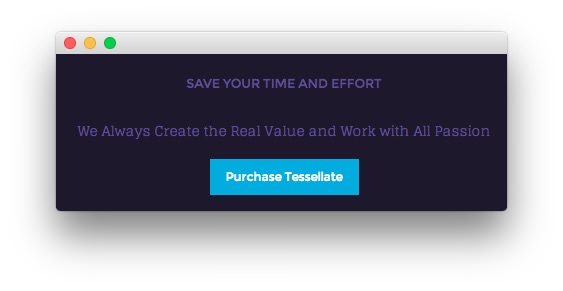 SAVE YOUR TIME AND EFFORT
We Always Create the Real Value and Work with All Passion
Purchase Tessellate